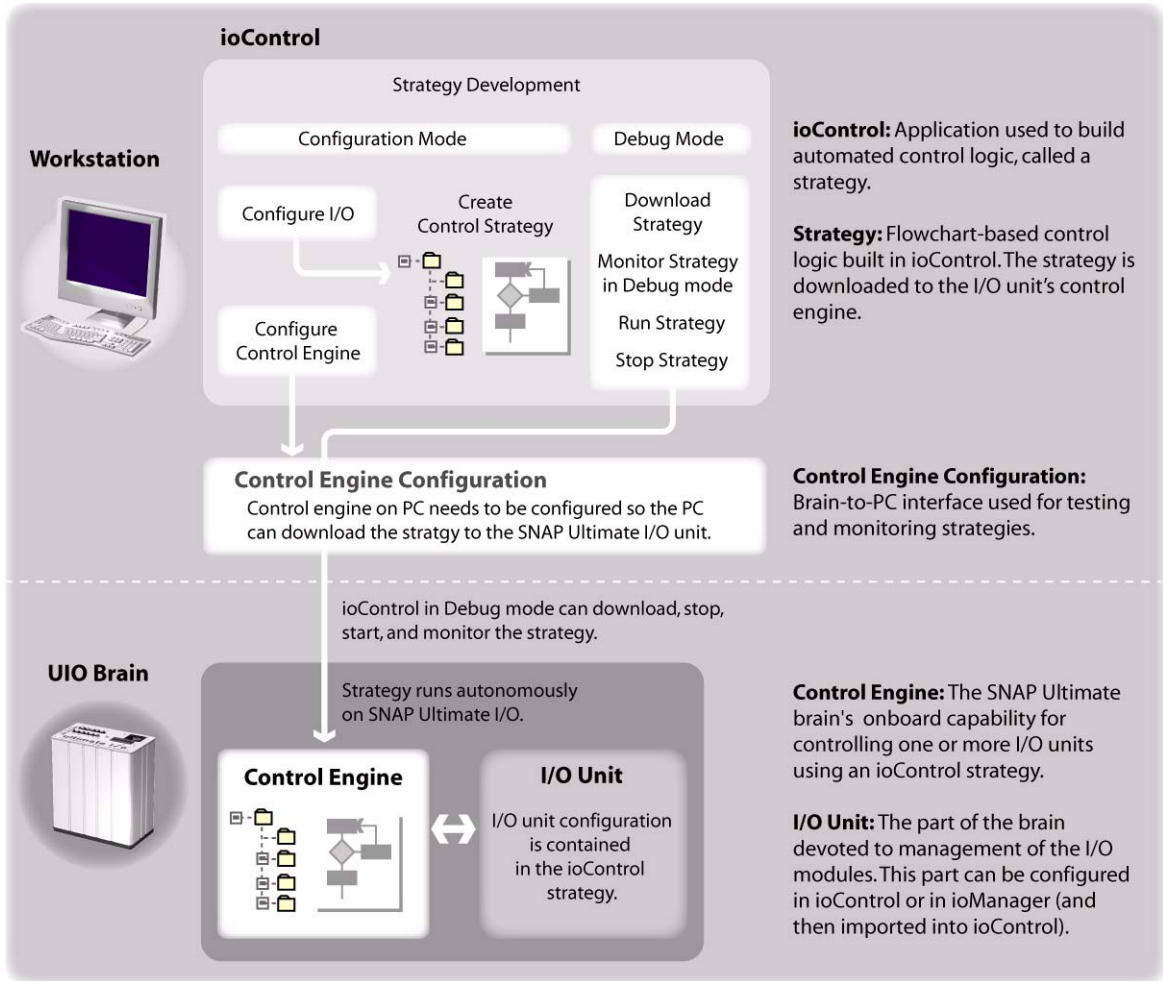 ioControl
Strategy Development
Configuration Mode
Debug Mode
Workstation
Configure I/O
Create
Control Strategy
Configure
Control Engine
Download
Strategy
Monitor Strategy
in Debug mode
Run Strategy
Stop Strategy
ioControl: Application used to build
automated control logic, called a
strategy.
Strategy: Flowchart-based control
logic built in ioControl. The strategy is
downloaded to the I/O unit's control
engine.
Control Engine Configuration
Control engine on PC needs to be configured so the PC
can download the stratgy to the SNAP Ultimate I/O unit.
Control Engine Configuration:
Brain-to-PC interface used for testing
and monitoring strategies.
ioControl in Debug mode can download, stop,
start, and monitor the strategy.
UIO Brain
Ultimate I/O
Strategy runs autonomously
on SNAP Ultimate I/O.
Control Engine
I/O Unit
I/O unit configuration
is contained
in the ioControl
strategy.
Control Engine: The SNAP Ultimate
brain's onboard capability for
controlling one or more I/O units
using an ioControl strategy.
I/O Unit: The part of the brain
devoted to management of the I/O
modules. This part can be configured
in ioControl or in ioManager (and
then imported into ioControl).